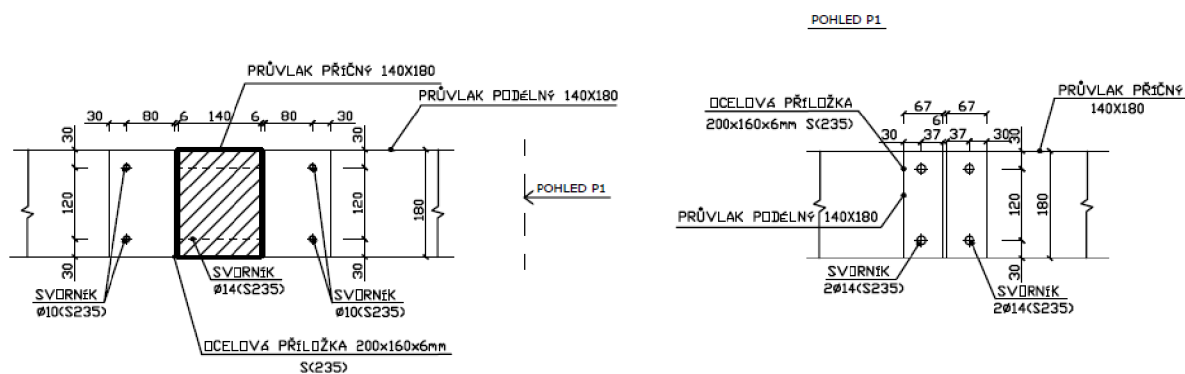 POHLED P1
PRŮVLAK PŘÍČNÝ 140X180
PRŮVLAK PODÉLNÝ 140X180
30 80 6 140 6 80 30
30
120
30
180
POHLED P1
SVORNÍK
Ø10(S235)
SVORNÍK
Ø14(S235)
SVORNÍK
Ø10(S235)
OCELOVÁ PŘÍLOŽKA 200x160x6mm
S(235)
OCELOVÁ PŘÍLOŽKA
200x160x6mm S(235)
PRŮVLAK PŘÍČNÝ
140X180
67 67
6
30 37 37 30
30
120
30
180
PRŮVLAK PODÉLNÝ 140X180
SVORNÍK
2Ø14(S235)
SVORNÍK
2Ø14(S235)